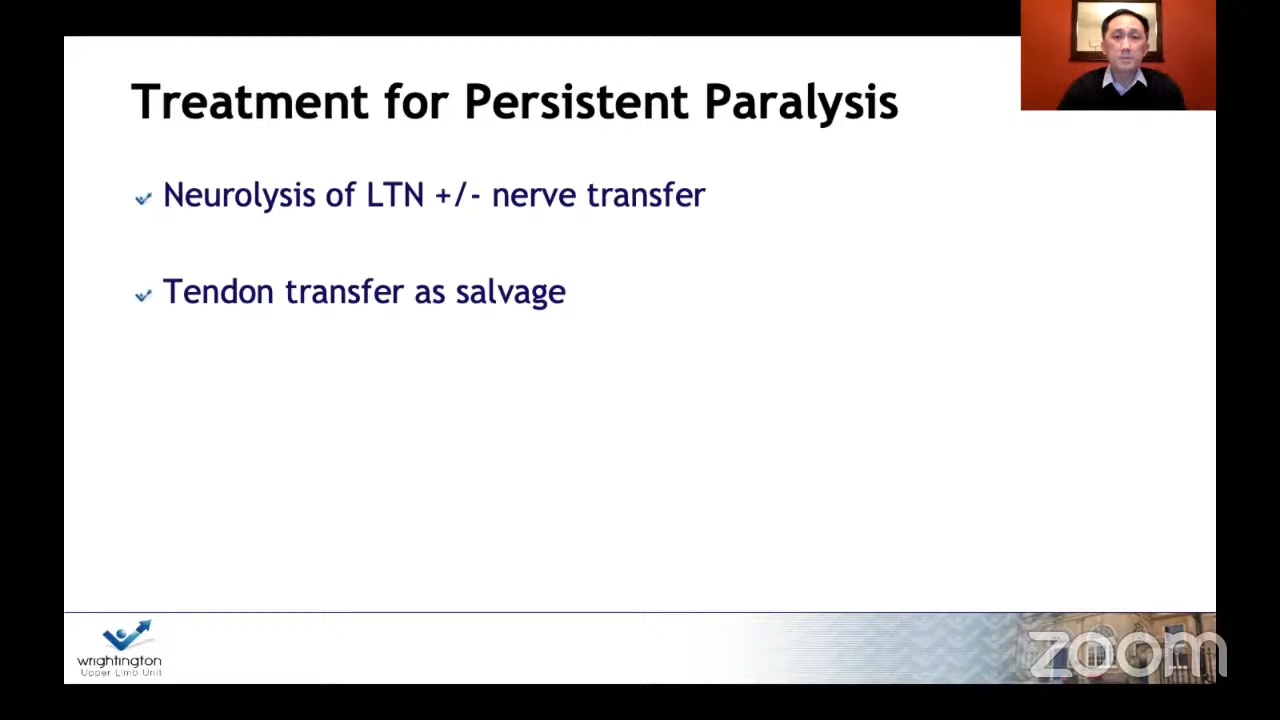 Treatment for Persistent Paralysis
Neurolysis of LTN +/- nerve transfer
Tendon transfer as salvage
wrightington
Upper Limb Unit
zoom